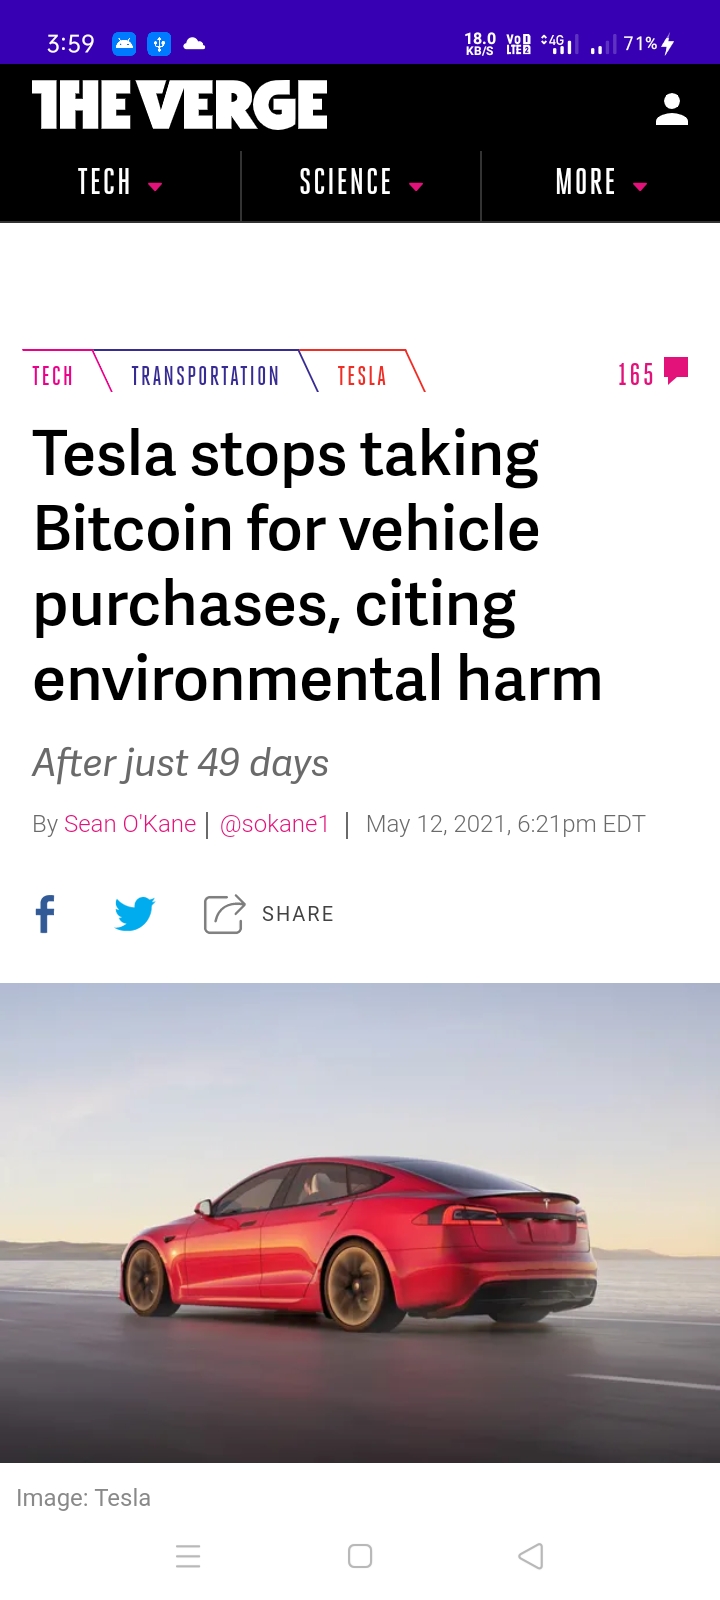 3:59 18.0 KB/S VoD LTE2 4G 71%
THE VERGE
TECH SCIENCE MORE
TECH TRANSPORTATION TESLA 165
Tesla stops taking
Bitcoin for vehicle
purchases, citing
environmental harm
After just 49 days
By Sean O'Kane | @sokane1 | May 12, 2021, 6:21pm EDT
SHARE
Image: Tesla